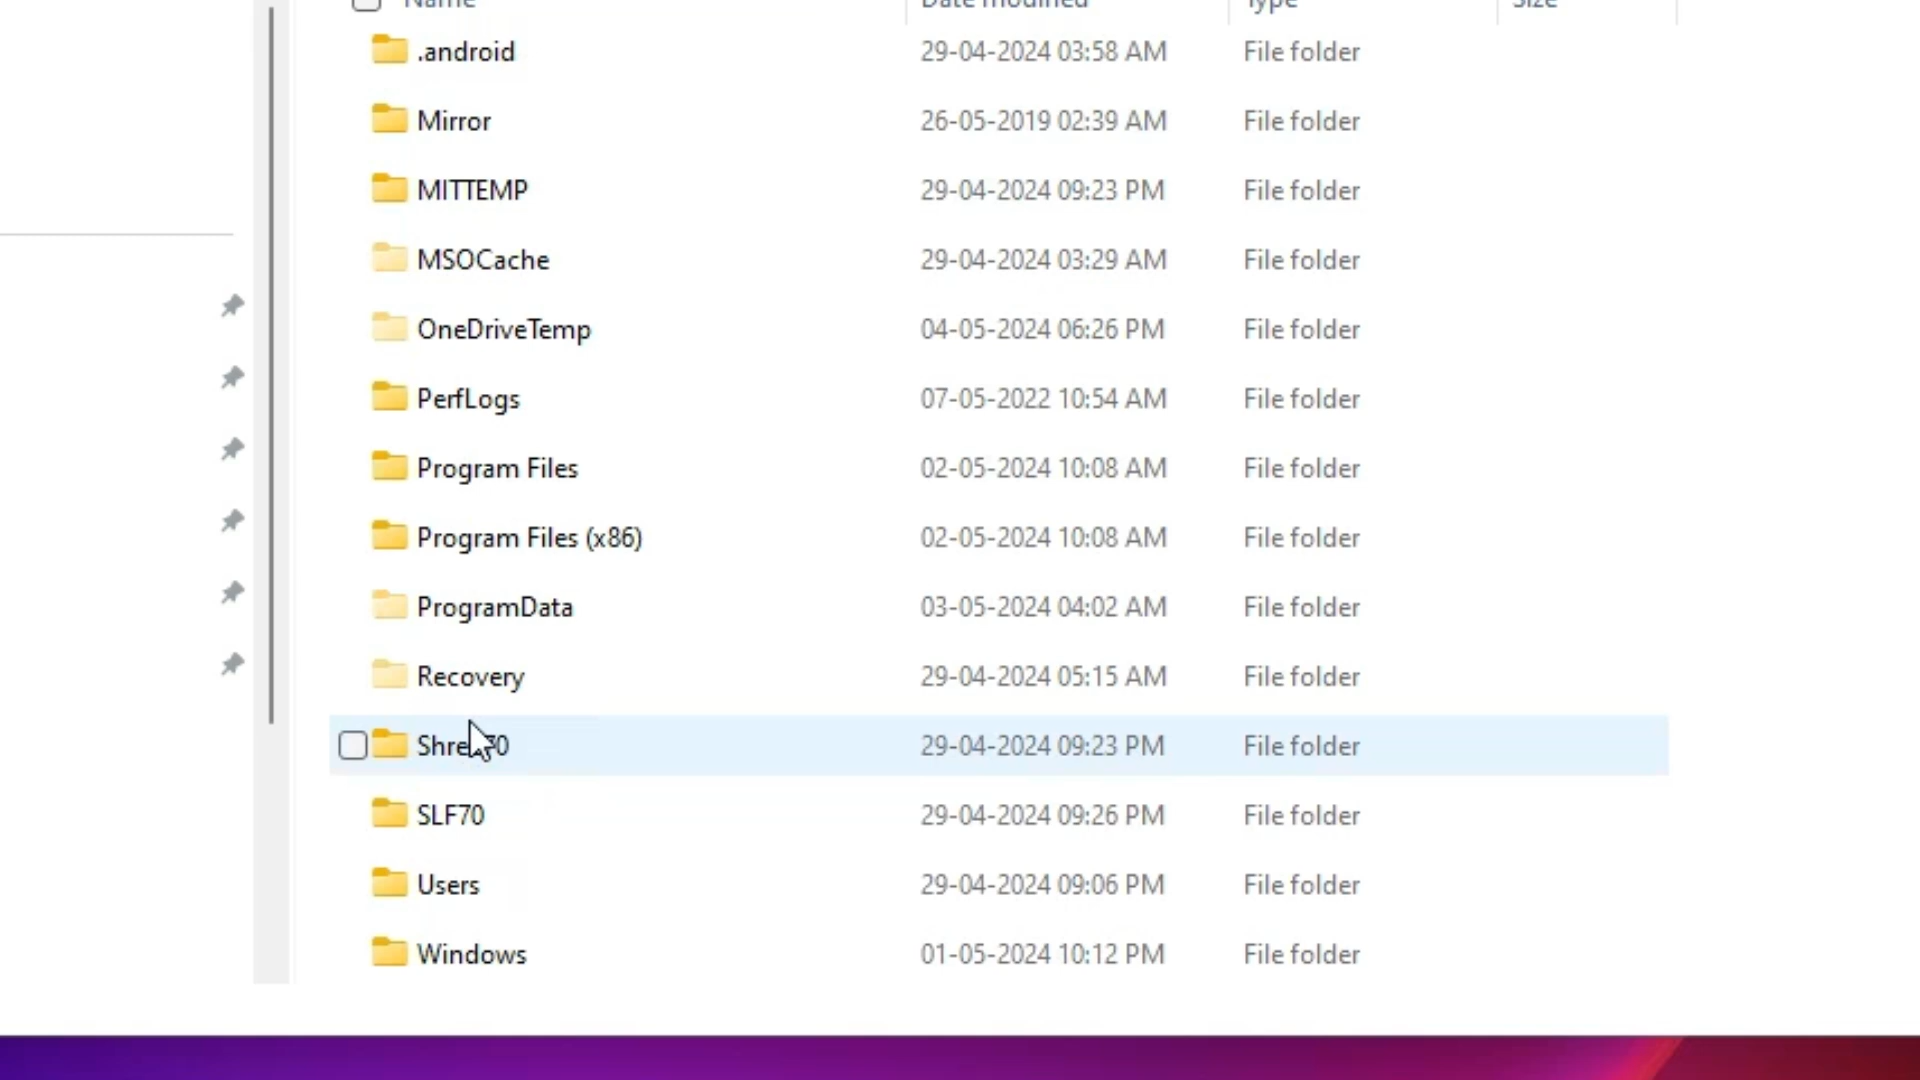 Name Date modified Type Size
.android 29-04-2024 03:58 AM File folder
Mirror 26-05-2019 02:39 AM File folder
MITTEMP 29-04-2024 09:23 PM File folder
MSOCache 29-04-2024 03:29 AM File folder
OneDriveTemp 04-05-2024 06:26 PM File folder
PerfLogs 07-05-2022 10:54 AM File folder
Program Files 02-05-2024 10:08 AM File folder
Program Files (x86) 02-05-2024 10:08 AM File folder
ProgramData 03-05-2024 04:02 AM File folder
Recovery 29-04-2024 05:15 AM File folder
29-04-2024 09:23 PM File folder
SLF70 29-04-2024 09:26 PM File folder
Users 29-04-2024 09:06 PM File folder
Windows 01-05-2024 10:12 PM File folder